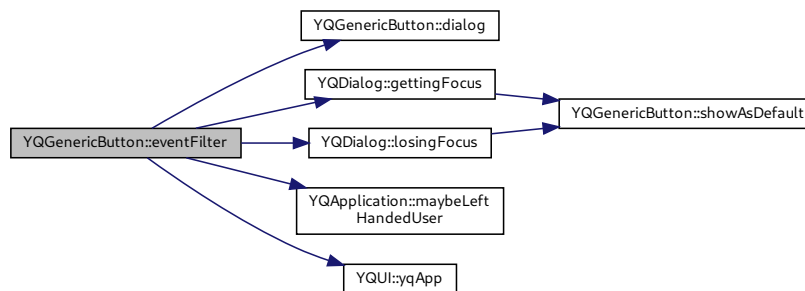 YQGenericButton::dialog
YQDialog::gettingFocus
YQGenericButton::showAsDefault
YQGenericButton::eventFilter
YQDialog::losingFocus
YQApplication::maybeLeft
HandedUser
YQUI::yqApp